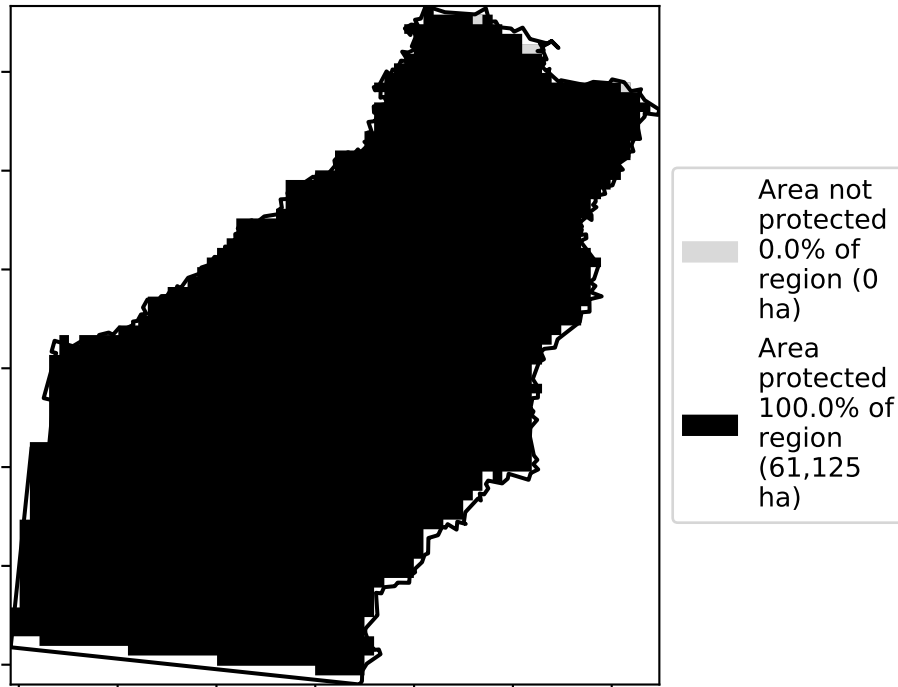 Area not
protected
0.0% of
region (0
ha)
Area
protected
100.0% of
region
(61,125
ha)